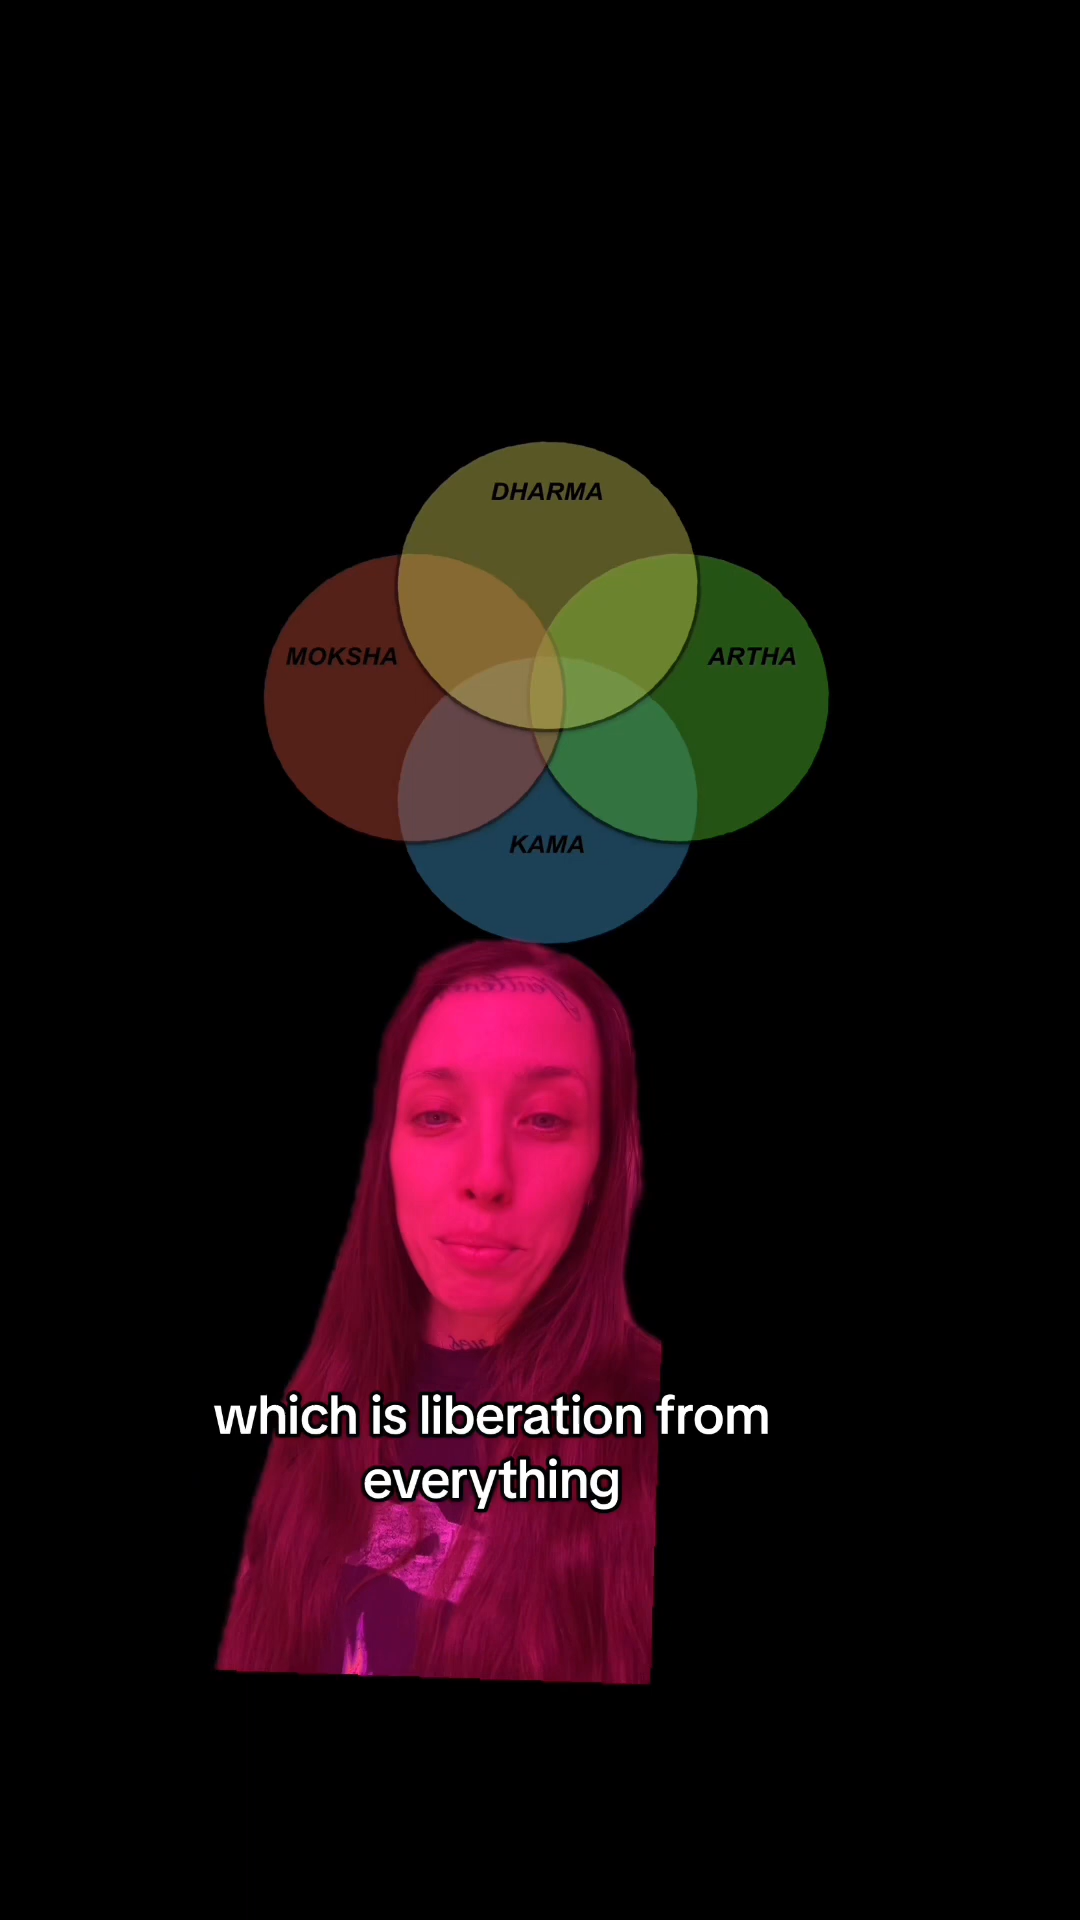 DHARMA
MOKSHA
ARTHA
KAMA
which is liberation from
everything